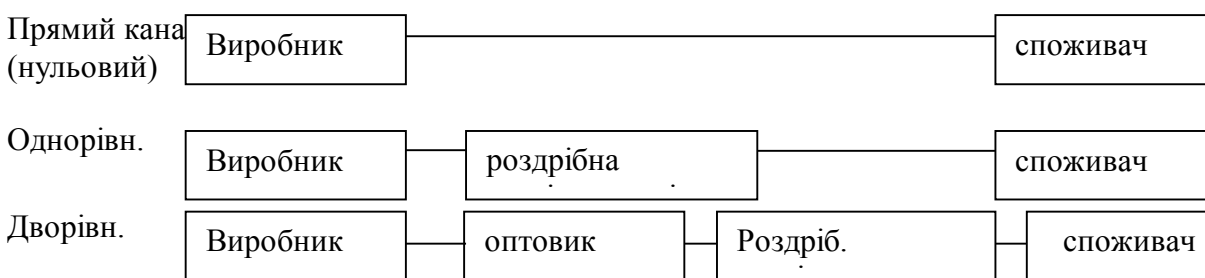 Прямий кана
(нульовий)
Виробник
споживач
Однорівн.
Виробник
роздрібна
споживач
Дворівн.
Виробник
оптовик
Роздріб.
споживач